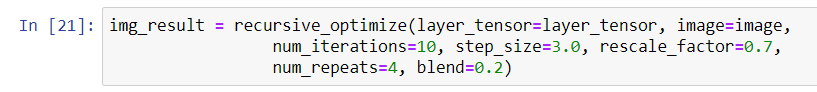 In [21]: img_result = recursive_optimize(layer_tensor=layer_tensor, image=image,
num_iterations=10, step_size=3.0, rescale_factor=0.7,
num_repeats=4, blend=0.2)